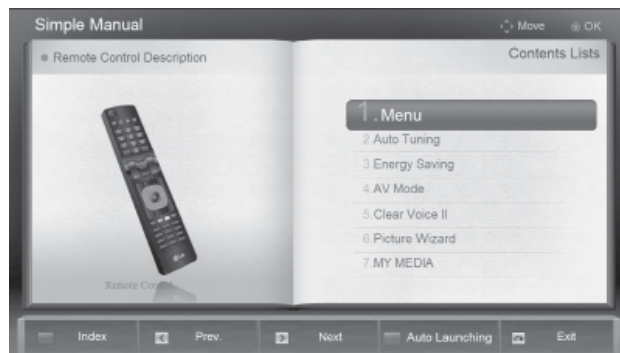 Simple Manual
Move OK
Remote Control Description
Contents Lists
1.Menu
2.Auto Tuning
3.Energy Saving
4.AV Mode
5.Clear Voice II
6.Picture Wizard
7.MY MEDIA
LG
Remote Control
Index Prev. Next Auto Launching Exit